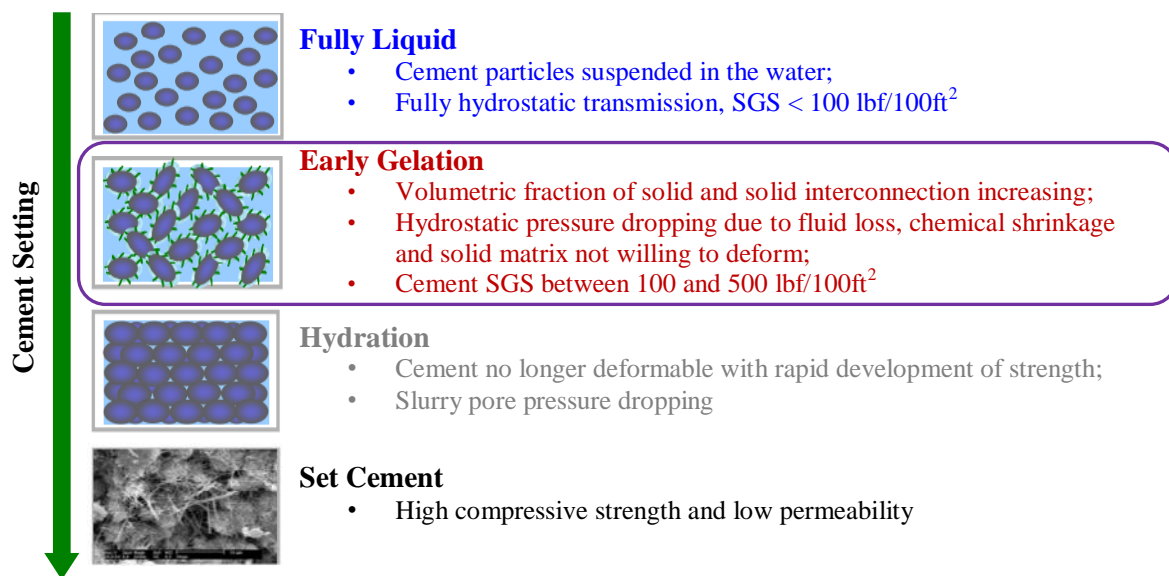 Cement Setting
Fully Liquid
• Cement particles suspended in the water;
• Fully hydrostatic transmission, SGS < 100 lbf/100ft²
Early Gelation
• Volumetric fraction of solid and solid interconnection increasing;
• Hydrostatic pressure dropping due to fluid loss, chemical shrinkage
and solid matrix not willing to deform;
• Cement SGS between 100 and 500 lbf/100ft²
Hydration
• Cement no longer deformable with rapid development of strength;
• Slurry pore pressure dropping
Set Cement
• High compressive strength and low permeability